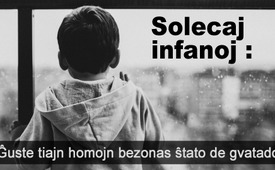 Solecaj
infanoj :
Ĝuste tiajn homojn bezonas ŝtato de gvatado